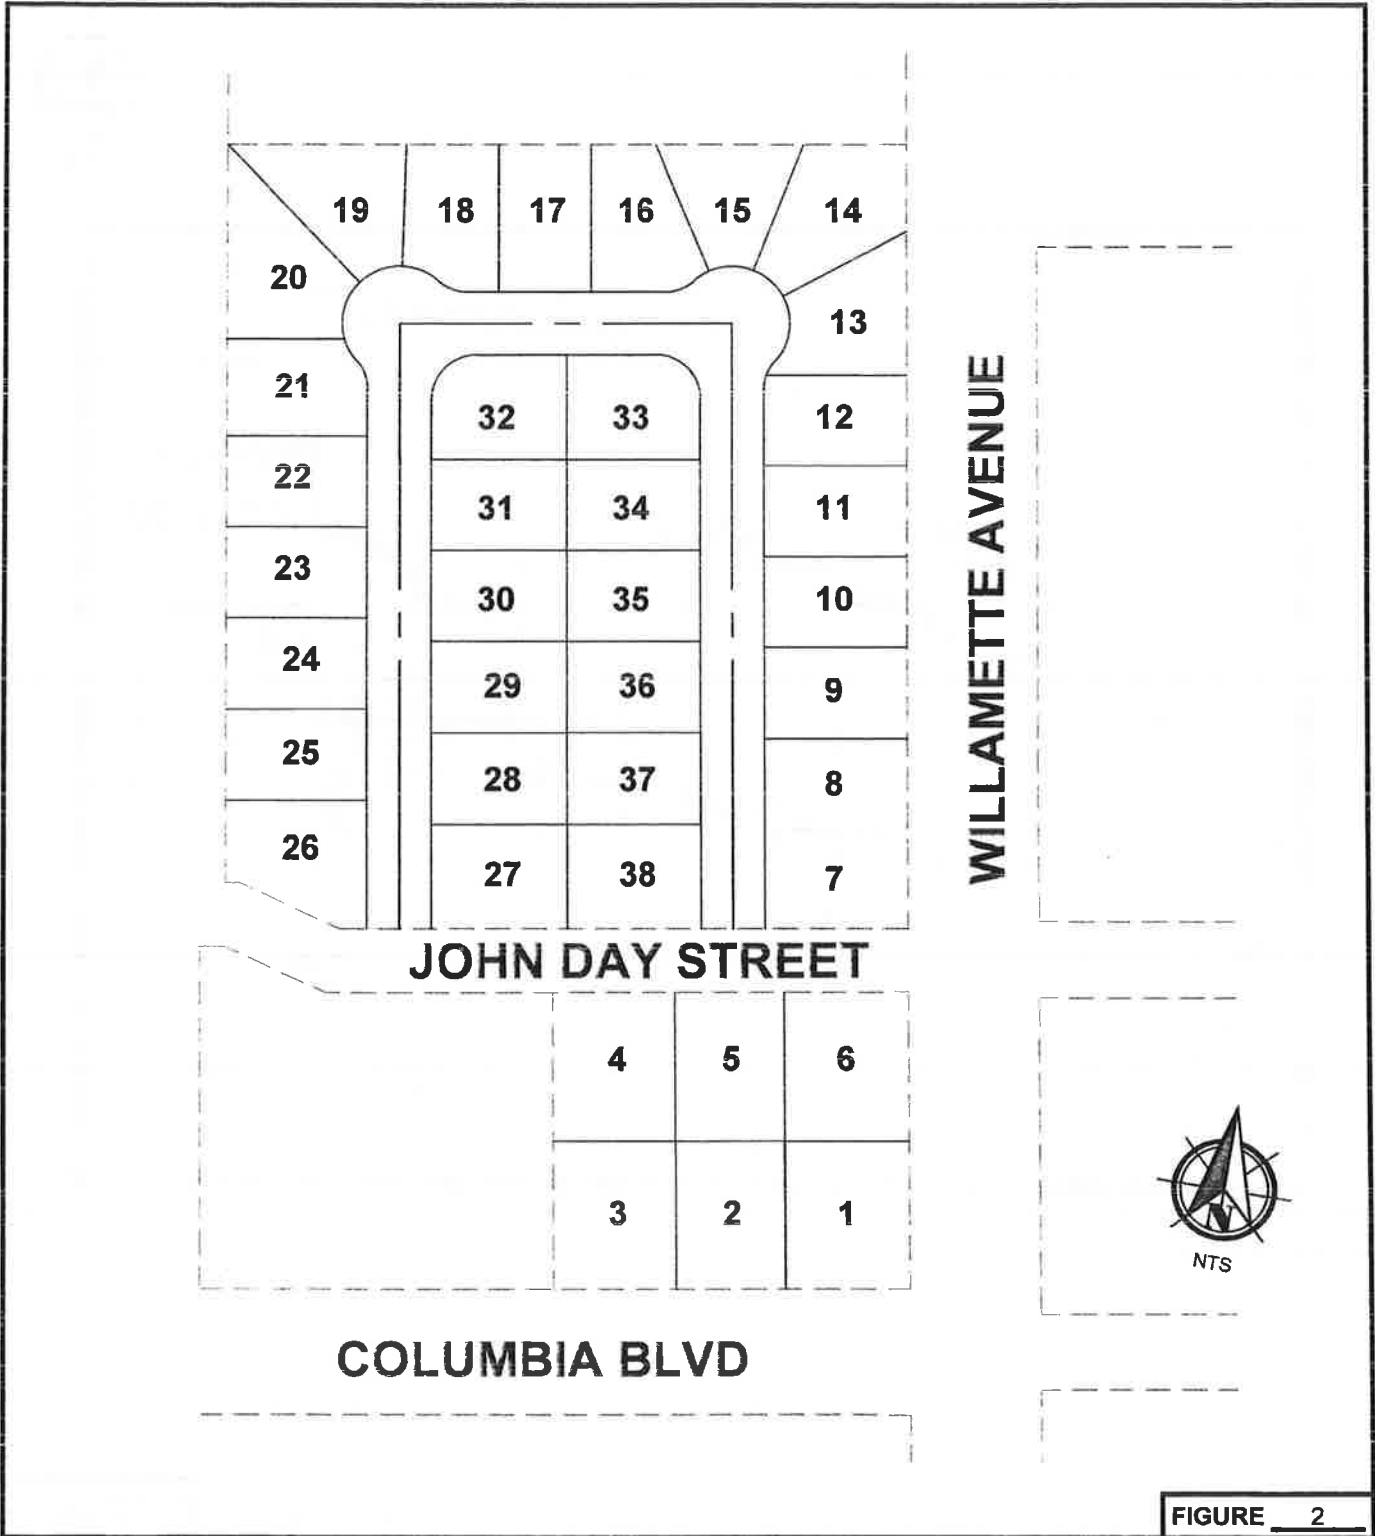 19 18 17 16 15 14
20
13
21
32 33 12
22
31 34 11
23
30 35 10
24
29 36 9
25
28 37 8
26
27 38 7
WILLAMETTE AVENUE
JOHN DAY STREET
4 5 6
3 2 1
N
NTS
COLUMBIA BLVD
FIGURE 2